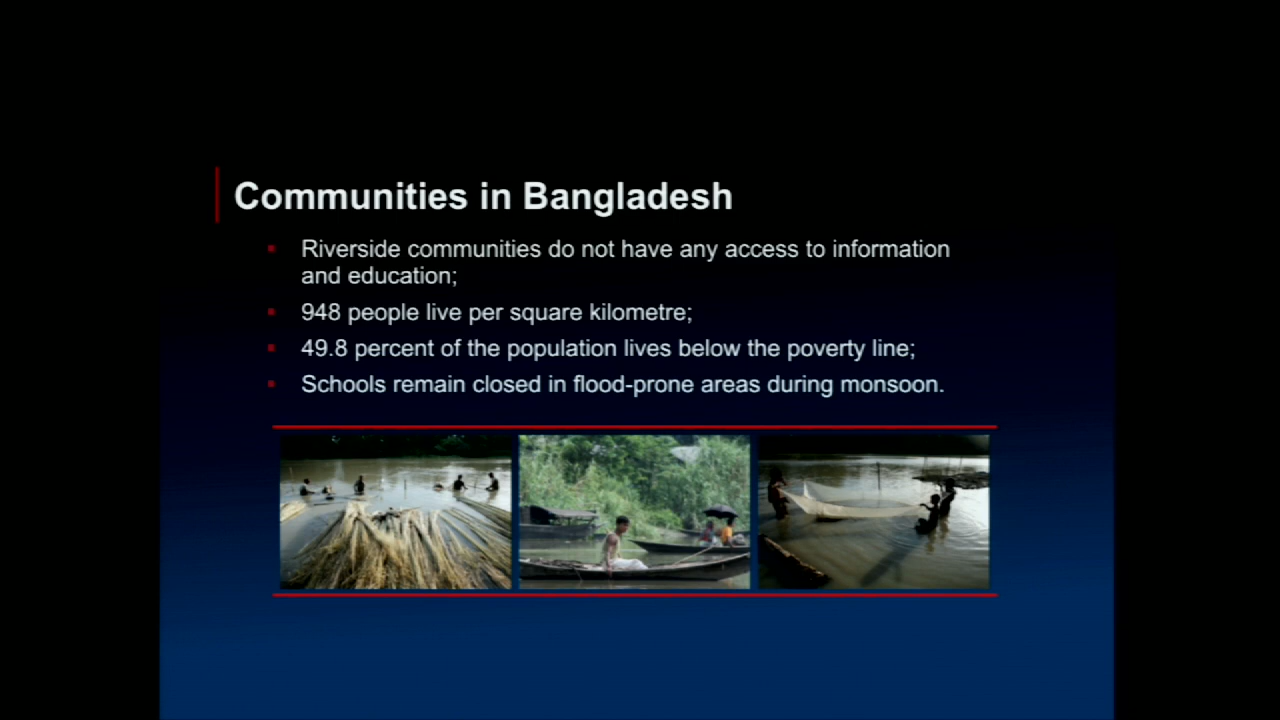 Communities in Bangladesh
Riverside communities do not have any access to information
and education;
948 people live per square kilometre;
49.8 percent of the population lives below the poverty line;
Schools remain closed in flood-prone areas during monsoon.